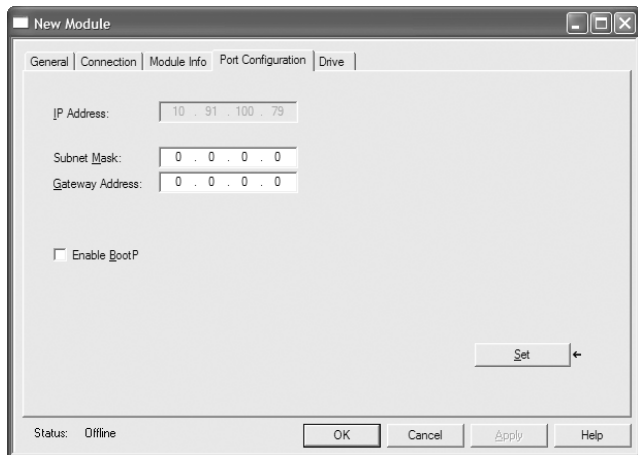 New Module
General Connection Module Info Port Configuration Drive
IP Address: 10 . 91 . 100 . 79
Subnet Mask: 0 . 0 . 0 . 0
Gateway Address: 0 . 0 . 0 . 0
Enable BootP
Set
Status: Offline OK Cancel Apply Help